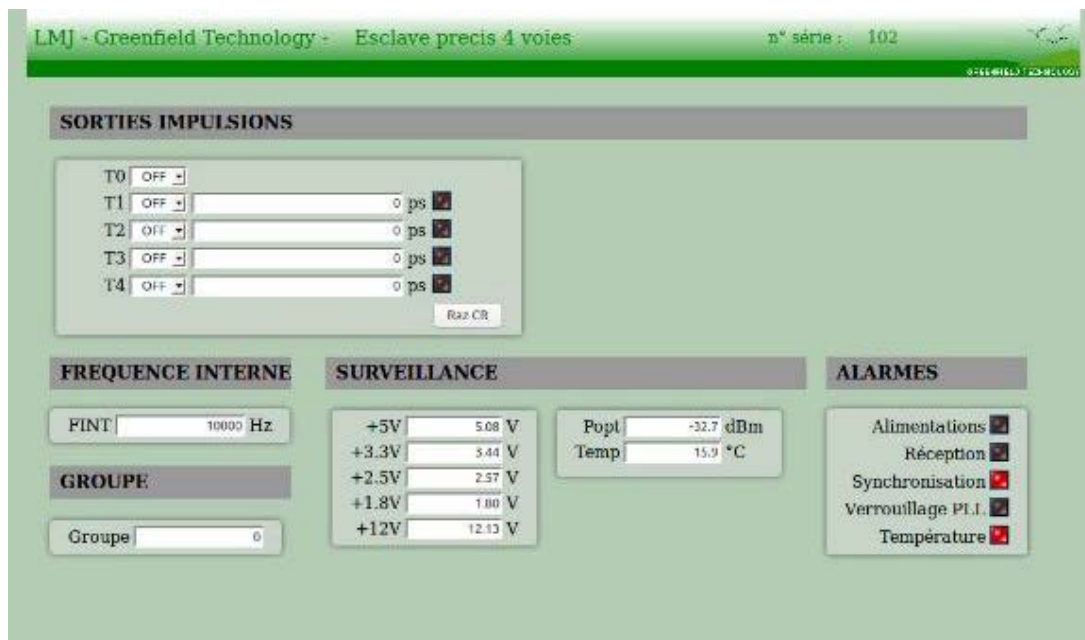 LMJ - Greenfield Technology - Esclave precis 4 voies n° série : 102
GREENFIELD TECHNOLOGY
SORTIES IMPULSIONS
T0 OFF
T1 OFF 0 ps
T2 OFF 0 ps
T3 OFF 0 ps
T4 OFF 0 ps
Raz CR
FREQUENCE INTERNE
FINT 10000 Hz
GROUPE
Groupe 0
SURVEILLANCE
+5V 5.08 V
+3.3V 3.44 V
+2.5V 2.57 V
+1.8V 1.80 V
+12V 12.13 V
Popt -32.7 dBm
Temp 15.9 °C
ALARMES
Alimentations
Réception
Synchronisation
Verrouillage PLL
Température